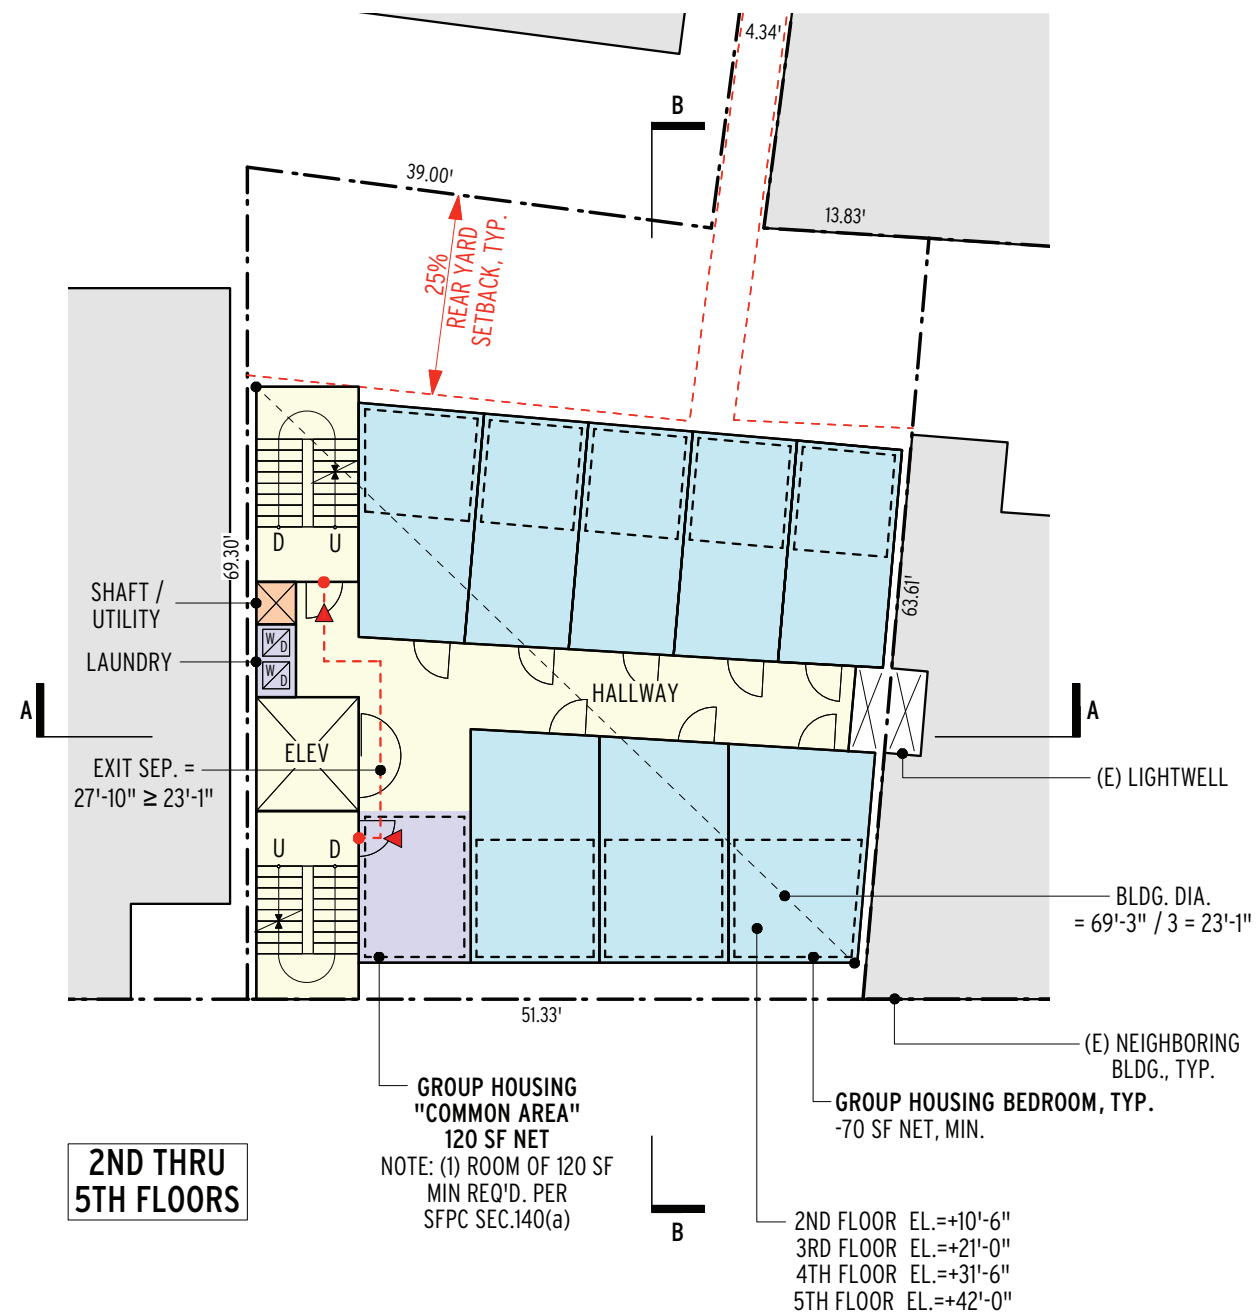 4.34'
B
39.00'
13.83'
25%
REAR YARD
SETBACK, TYP.
69.30'
D U
63.61'
SHAFT /
UTILITY
W
D
LAUNDRY
W
D
HALLWAY
A
A
ELEV
EXIT SEP. =
27'-10" ≥ 23'-1"
(E) LIGHTWELL
U D
BLDG. DIA.
= 69'-3" / 3 = 23'-1"
51.33'
(E) NEIGHBORING
BLDG., TYP.
GROUP HOUSING
"COMMON AREA"
120 SF NET
NOTE: (1) ROOM OF 120 SF
MIN REQ'D. PER
SFPC SEC.140(a)
GROUP HOUSING BEDROOM, TYP.
-70 SF NET, MIN.
2ND THRU
5TH FLOORS
B
2ND FLOOR EL.=+10'-6"
3RD FLOOR EL.=+21'-0"
4TH FLOOR EL.=+31'-6"
5TH FLOOR EL.=+42'-0"